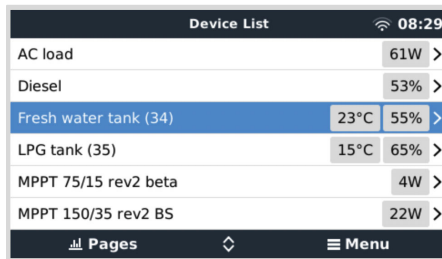 Device List 08:29
AC load 61W
Diesel 53%
Fresh water tank (34) 23°C 55%
LPG tank (35) 15°C 65%
MPPT 75/15 rev2 beta 4W
MPPT 150/35 rev2 BS 22W
Pages Menu